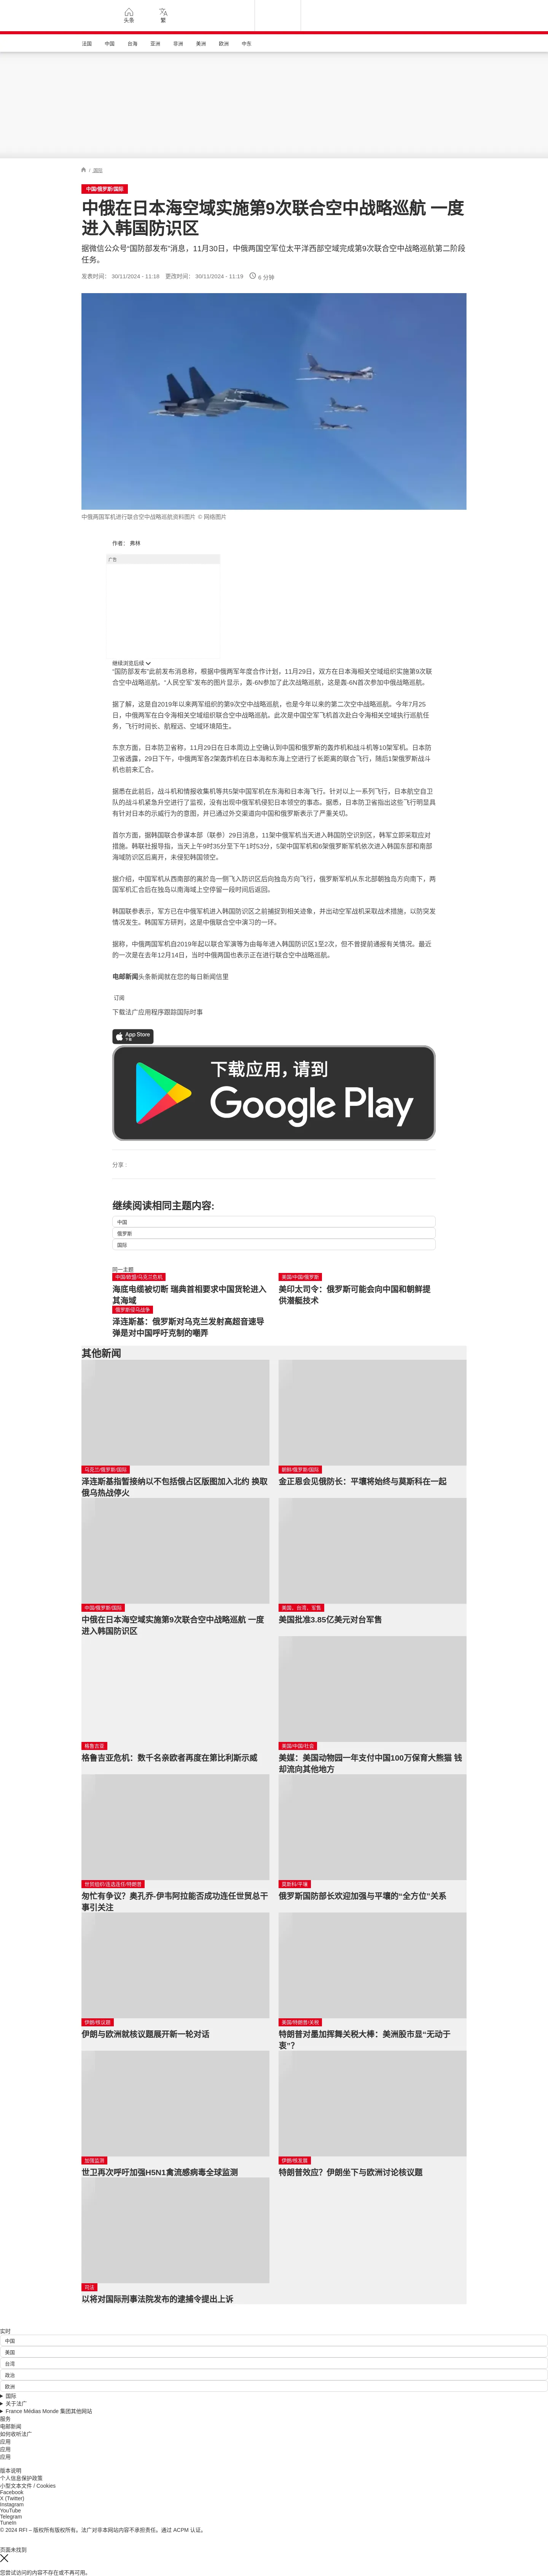 头条
繁
法国
中国
台海
亚洲
非洲
美洲
欧洲
中东
/ 国际
中国/俄罗斯/国际
中俄在日本海空域实施第9次联合空中战略巡航 一度
进入韩国防识区
据微信公众号“国防部发布”消息，11月30日，中俄两国空军位太平洋西部空域完成第9次联合空中战略巡航第二阶段
任务。
发表时间： 30/11/2024 - 11:18 更改时间： 30/11/2024 - 11:19 6 分钟
中俄两国军机进行联合空中战略巡航资料图片 © 网络图片
作者： 弗林
广告
继续浏览后续
“国防部发布”此前发布消息称，根据中俄两军年度合作计划，11月29日，双方在日本海相关空域组织实施第9次联
合空中战略巡航。“人民空军”发布的图片显示，轰-6N参加了此次战略巡航，这是轰-6N首次参加中俄战略巡航。
据了解，这是自2019年以来两军组织的第9次空中战略巡航，也是今年以来的第二次空中战略巡航。今年7月25
日，中俄两军在白令海相关空域组织联合空中战略巡航。此次是中国空军飞机首次赴白令海相关空域执行巡航任
务，飞行时间长、航程远、空域环境陌生。
东京方面，日本防卫省称，11月29日在日本周边上空确认到中国和俄罗斯的轰炸机和战斗机等10架军机。日本防
卫省透露，29日下午，中俄两军各2架轰炸机在日本海和东海上空进行了长距离的联合飞行，随后1架俄罗斯战斗
机也前来汇合。
据悉在此前后，战斗机和情报收集机等共5架中国军机在东海和日本海飞行。针对以上一系列飞行，日本航空自卫
队的战斗机紧急升空进行了监视，没有出现中俄军机侵犯日本领空的事态。据悉，日本防卫省指出这些飞行明显具
有针对日本的示威行为的意图，并已通过外交渠道向中国和俄罗斯表示了严重关切。
首尔方面，据韩国联合参谋本部（联参）29日消息，11架中俄军机当天进入韩国防空识别区，韩军立即采取应对
措施。韩联社报导指，当天上午9时35分至下午1时53分，5架中国军机和6架俄罗斯军机依次进入韩国东部和南部
海域防识区后离开，未侵犯韩国领空。
据介绍，中国军机从西南部的离於岛一侧飞入防识区后向独岛方向飞行，俄罗斯军机从东北部朝独岛方向南下，两
国军机汇合后在独岛以南海域上空停留一段时间后返回。
韩国联参表示，军方已在中俄军机进入韩国防识区之前捕捉到相关迹象，并出动空军战机采取战术措施，以防突发
情况发生。韩国军方研判，这是中俄联合空中演习的一环。
据称，中俄两国军机自2019年起以联合军演等为由每年进入韩国防识区1至2次，但不曾提前通报有关情况。最近
的一次是在去年12月14日，当时中俄两国也表示正在进行联合空中战略巡航。
电邮新闻头条新闻就在您的每日新闻信里
订阅
下载法广应用程序跟踪国际时事
App Store
下载
下载应用，请到
Google Play
分享 :
继续阅读相同主题内容:
中国
俄罗斯
国际
同一主题
中国/欧盟/乌克兰危机
海底电缆被切断 瑞典首相要求中国货轮进入
其海域
美国/中国/俄罗斯
美印太司令：俄罗斯可能会向中国和朝鲜提
供潜艇技术
俄罗斯侵乌战争
泽连斯基：俄罗斯对乌克兰发射高超音速导
弹是对中国呼吁克制的嘲弄
其他新闻
乌克兰/俄罗斯/国际
泽连斯基指暂接纳以不包括俄占区版图加入北约 换取
俄乌热战停火
朝鲜/俄罗斯/国际
金正恩会见俄防长：平壤将始终与莫斯科在一起
中国/俄罗斯/国际
中俄在日本海空域实施第9次联合空中战略巡航 一度
进入韩国防识区
美国、台湾、军售
美国批准3.85亿美元对台军售
格鲁吉亚
格鲁吉亚危机：数千名亲欧者再度在第比利斯示威
美国/中国/社会
美媒：美国动物园一年支付中国100万保育大熊猫 钱
却流向其他地方
世贸组织/连选连任/特朗普
匆忙有争议？奥孔乔-伊韦阿拉能否成功连任世贸总干
事引关注
莫斯科/平壤
俄罗斯国防部长欢迎加强与平壤的“全方位”关系
伊朗/核议题
伊朗与欧洲就核议题展开新一轮对话
美国/特朗普/关税
特朗普对墨加挥舞关税大棒：美洲股市显“无动于
衷”？
加强监测
世卫再次呼吁加强H5N1禽流感病毒全球监测
伊朗/核发展
特朗普效应？伊朗坐下与欧洲讨论核议题
司法
以将对国际刑事法院发布的逮捕令提出上诉
实时
中国
美国
台湾
政治
欧洲
国际
关于法广
France Médias Monde 集团其他网站
服务
电邮新闻
如何收听法广
应用
应用
应用
版本说明
个人信息保护政策
小型文本文件 / Cookies
Facebook
X (Twitter)
Instagram
YouTube
Telegram
TuneIn
© 2024 RFI – 版权所有版权所有。法广对非本网站内容不承担责任。通过 ACPM 认证。
页面未找到
您尝试访问的内容不存在或不再可用。